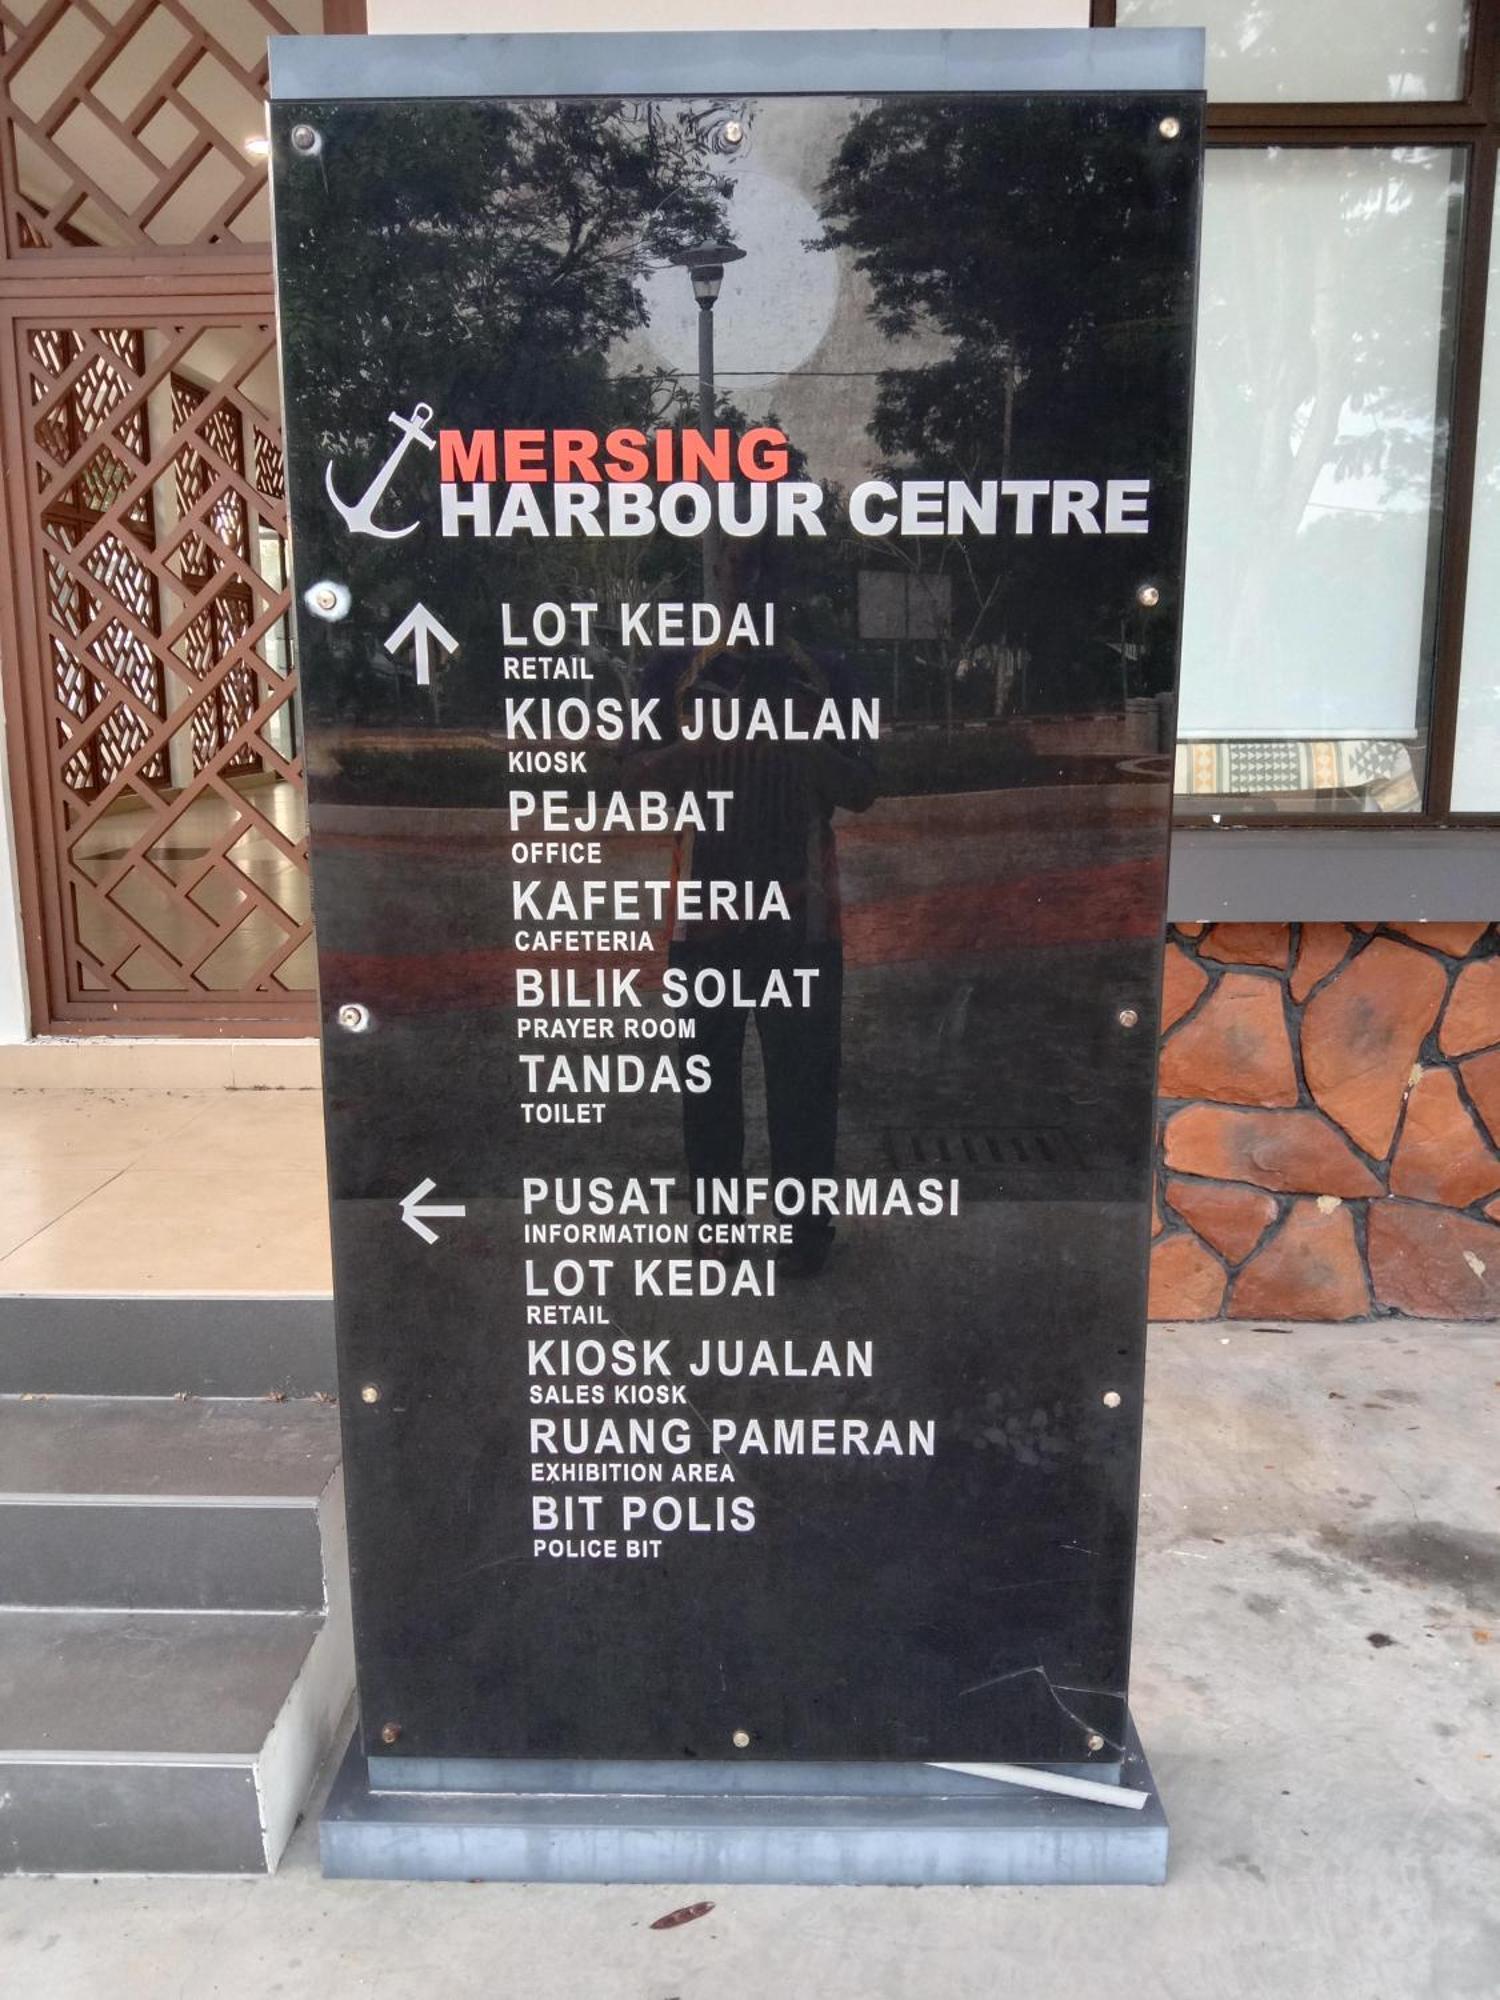 MERSING
HARBOUR CENTRE
LOT KEDAI
RETAIL
KIOSK JUALAN
KIOSK
PEJABAT
OFFICE
KAFETERIA
CAFETERIA
BILIK SOLAT
PRAYER ROOM
TANDAS
TOILET
PUSAT INFORMASI
INFORMATION CENTRE
LOT KEDAI
RETAIL
KIOSK JUALAN
SALES KIOSK
RUANG PAMERAN
EXHIBITION AREA
BIT POLIS
POLICE BIT